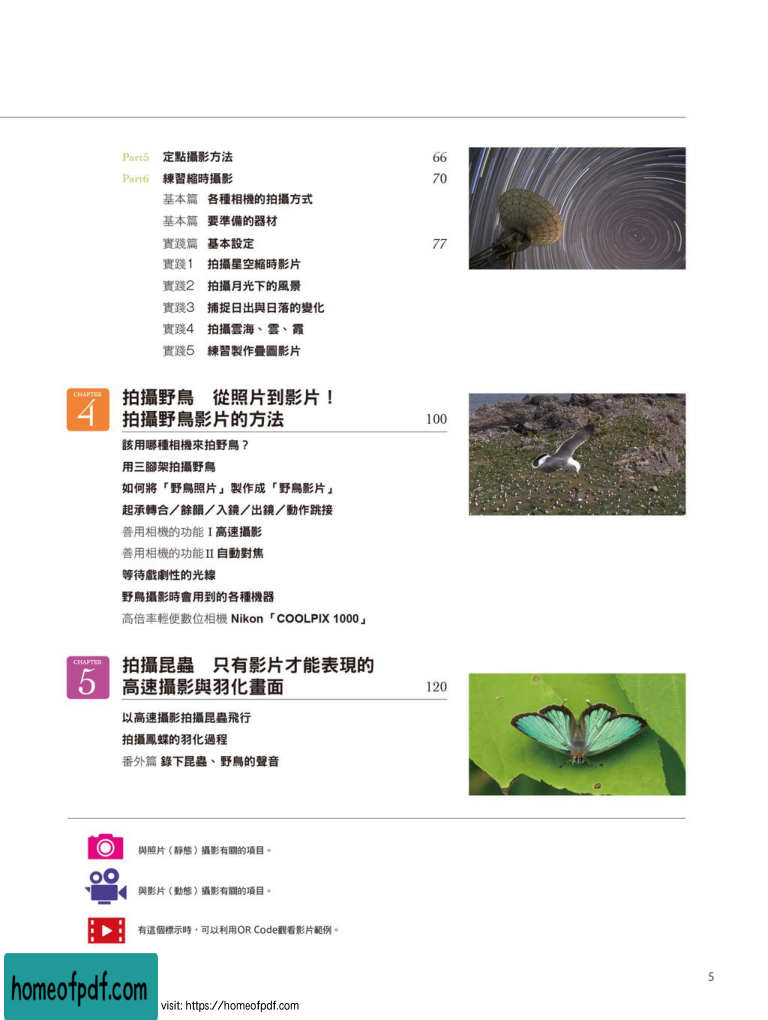 Part5 定點攝影方法 66
Part6 練習縮時攝影 70
基本篇 各種相機的拍攝方式
基本篇 要準備的器材
實踐篇 基本設定 77
實踐1 拍攝星空縮時影片
實踐2 拍攝月光下的風景
實踐3 捕捉日出與日落的變化
實踐4 拍攝雲海、雲、霞
實踐5 練習製作疊圖影片
CHAPTER
4
拍攝野鳥 從照片到影片！
拍攝野鳥影片的方法 100
該用哪種相機來拍野鳥？
用三腳架拍攝野鳥
如何將「野鳥照片」製作成「野鳥影片」
起承轉合／餘韻／入鏡／出鏡／動作跳接
善用相機的功能 I 高速攝影
善用相機的功能 II 自動對焦
等待戲劇性的光線
野鳥攝影時會用到的各種機器
高倍率輕便數位相機 Nikon「COOLPIX 1000」
CHAPTER
5
拍攝昆蟲 只有影片才能表現的
高速攝影與羽化畫面 120
以高速攝影拍攝昆蟲飛行
拍攝鳳蝶的羽化過程
番外篇 錄下昆蟲、野鳥的聲音
與照片（靜態）攝影有關的項目。
與影片（動態）攝影有關的項目。
有這個標示時，可以利用QR Code觀看影片範例。
5
homeofpdf.com
visit: https://homeofpdf.com